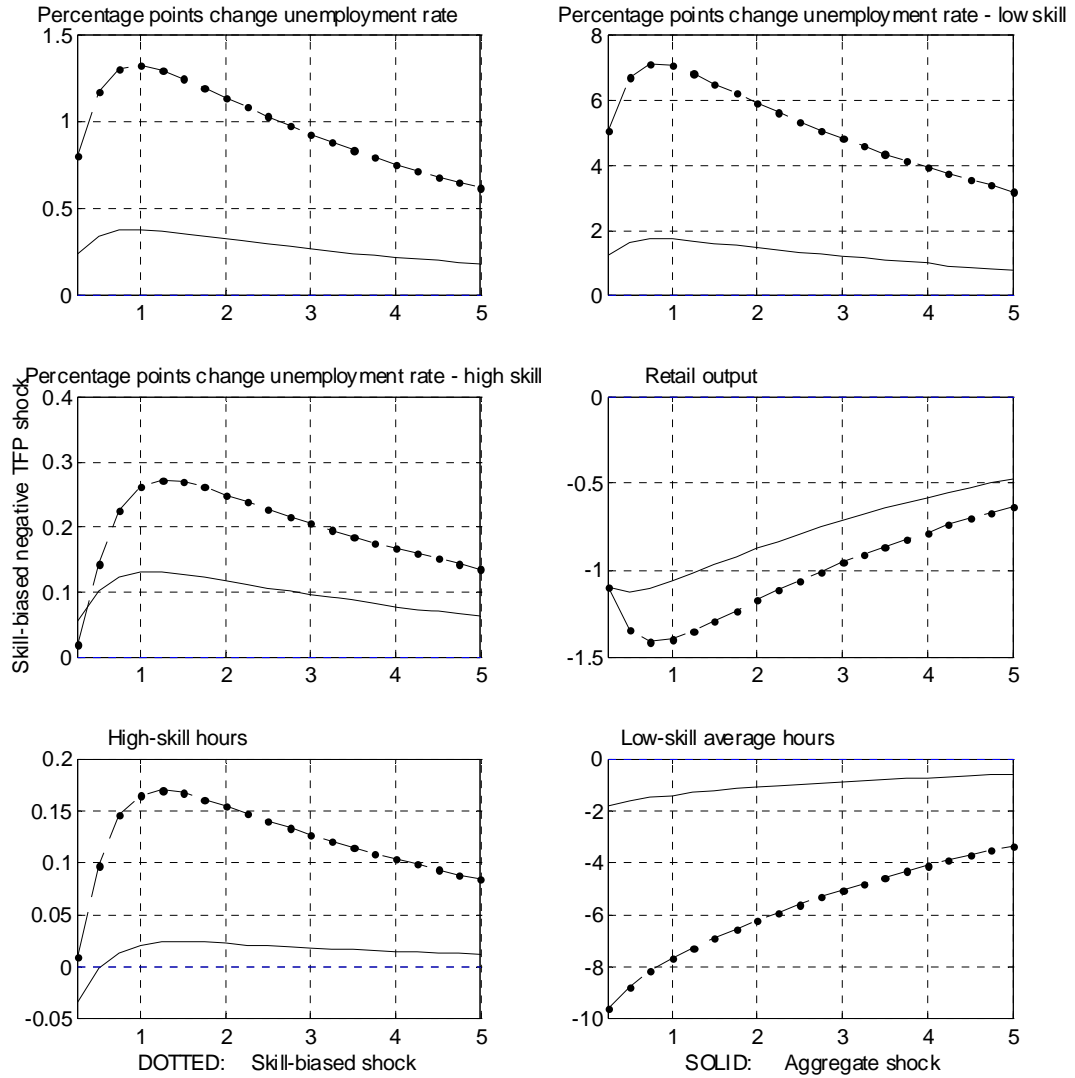 Percentage points change unemployment rate
1.5
1
0.5
0
1 2 3 4 5
Percentage points change unemployment rate - low skill
8
6
4
2
0
1 2 3 4 5
Skill-biased negative TFP shock
Percentage points change unemployment rate - high skill
0.4
0.3
0.2
0.1
0
1 2 3 4 5
Retail output
0
-0.5
-1
-1.5
1 2 3 4 5
High-skill hours
0.2
0.15
0.1
0.05
0
-0.05
1 2 3 4 5
DOTTED: Skill-biased shock
Low-skill average hours
0
-2
-4
-6
-8
-10
1 2 3 4 5
SOLID: Aggregate shock